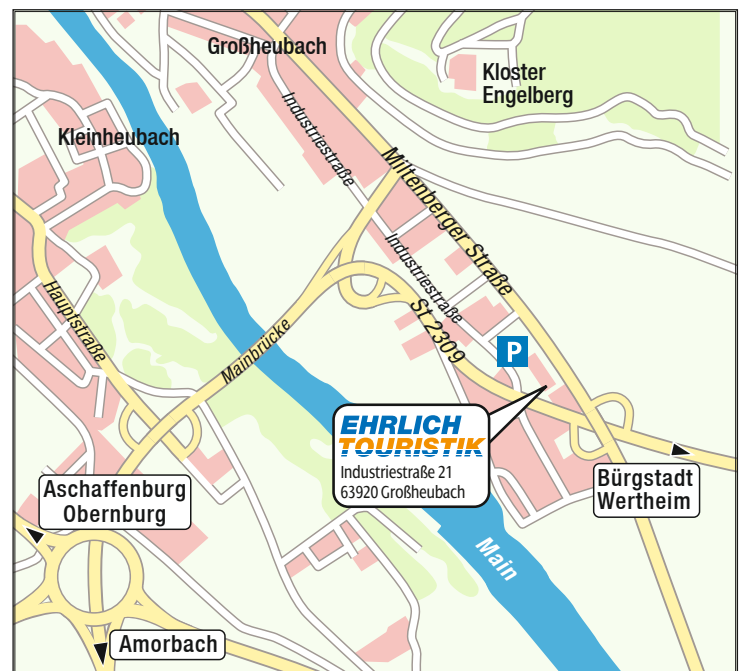 Großheubach
Kloster
Engelberg
Industriestraße
Kleinheubach
Miltenberger Straße
Industriestraße
Hauptstraße
St 2309
Mainbrücke
P
EHRLICH
TOURISTIK
Industriestraße 21
63920 Großheubach
Aschaffenburg
Obernburg
Bürgstadt
Wertheim
Main
Amorbach